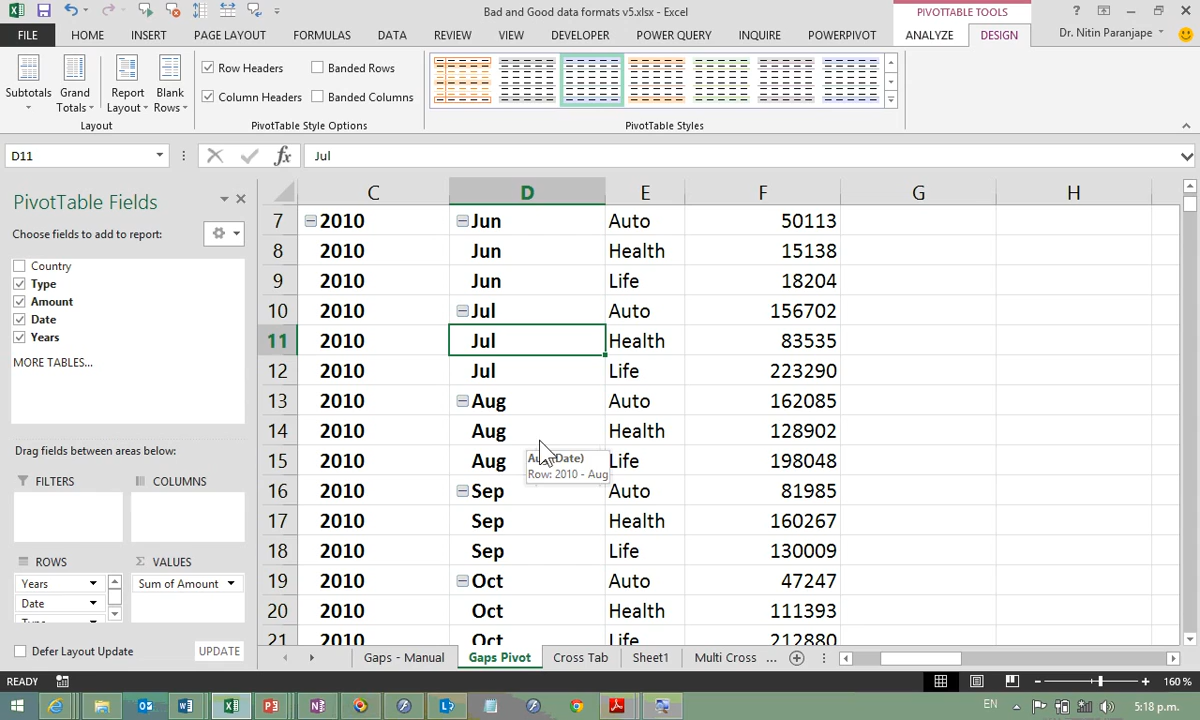 Bad and Good data formats v5.xlsx - Excel
PIVOTTABLE TOOLS
?
FILE HOME INSERT PAGE LAYOUT FORMULAS DATA REVIEW VIEW DEVELOPER POWER QUERY INQUIRE POWERPIVOT ANALYZE DESIGN Dr. Nitin Paranjape
Subtotals
Grand Totals
Report Layout
Blank Rows
Layout
Row Headers
Banded Rows
Column Headers
Banded Columns
PivotTable Style Options
PivotTable Styles
D11
fx
Jul
PivotTable Fields
Choose fields to add to report:
Country
Type
Amount
Date
Years
MORE TABLES...
Drag fields between areas below:
FILTERS
COLUMNS
ROWS
Σ VALUES
Years
Date
Sum of Amount
Defer Layout Update
UPDATE
C D E F G H
7 2010 Jun Auto 50113
8 2010 Jun Health 15138
9 2010 Jun Life 18204
10 2010 Jul Auto 156702
11 2010 Jul Health 83535
12 2010 Jul Life 223290
13 2010 Aug Auto 162085
14 2010 Aug Health 128902
15 2010 Aug Life 198048
Row: 2010 - Aug
16 2010 Sep Auto 81985
17 2010 Sep Health 160267
18 2010 Sep Life 130009
19 2010 Oct Auto 47247
20 2010 Oct Health 111393
21 2010 Oct Life 212880
Gaps - Manual Gaps Pivot Cross Tab Sheet1 Multi Cross ...
READY
160 %
EN
5:18 p.m.